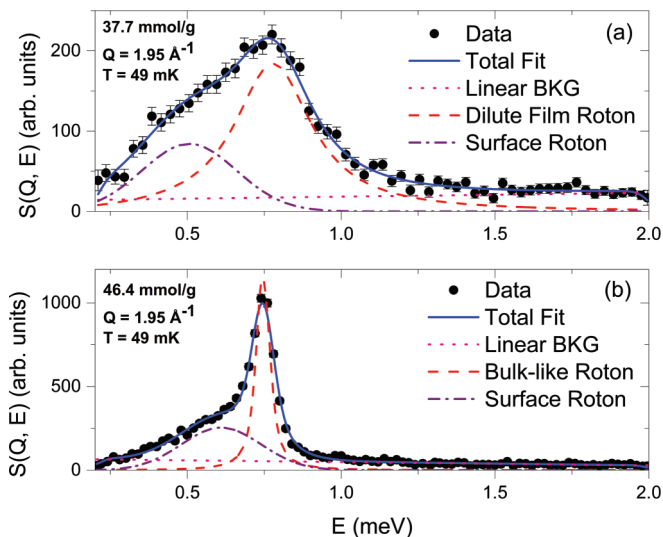 37.7 mmol/g
Q = 1.95 Å⁻¹
T = 49 mK
(a)
Data
Total Fit
Linear BKG
Dilute Film Roton
Surface Roton
S(Q, E) (arb. units)
200
100
0
0.5
1.0
1.5
2.0
46.4 mmol/g
Q = 1.95 Å⁻¹
T = 49 mK
(b)
Data
Total Fit
Linear BKG
Bulk-like Roton
Surface Roton
S(Q, E) (arb. units)
1000
500
0
0.5
1.0
1.5
2.0
E (meV)